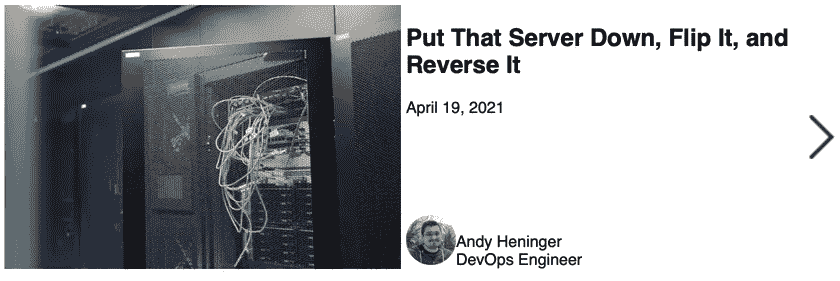 Put That Server Down, Flip It, and
Reverse It
April 19, 2021
Andy Heninger
DevOps Engineer